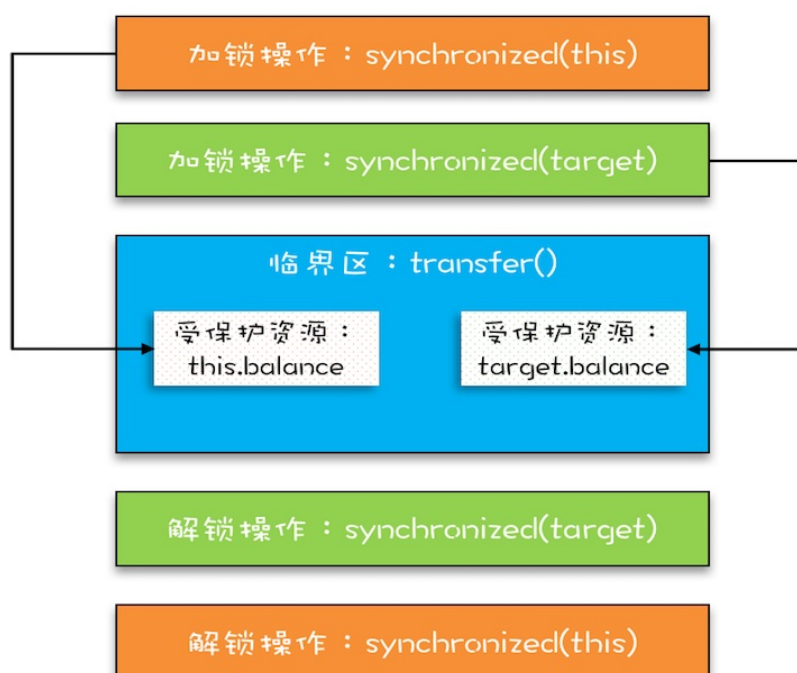 加锁操作：synchronized(this)
加锁操作：synchronized(target)
临界区：transfer()
受保护资源：
this.balance
受保护资源：
target.balance
解锁操作：synchronized(target)
解锁操作：synchronized(this)